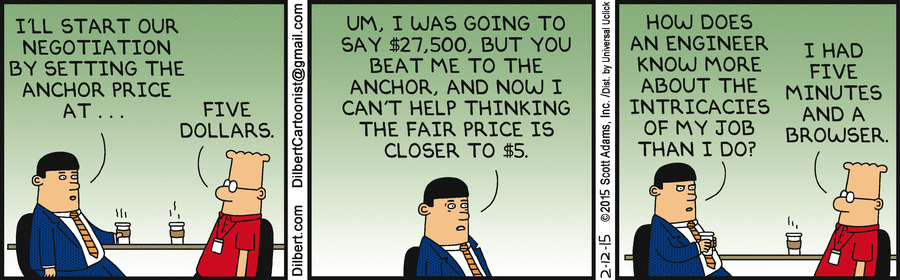 I'LL START OUR
NEGOTIATION
BY SETTING THE
ANCHOR PRICE
AT...
FIVE
DOLLARS.
Dilbert.com DilbertCartoonist@gmail.com
UM, I WAS GOING TO
SAY $27,500, BUT YOU
BEAT ME TO THE
ANCHOR, AND NOW I
CAN'T HELP THINKING
THE FAIR PRICE IS
CLOSER TO $5.
2-12-15 ©2015 Scott Adams, Inc. /Dist. by Universal Uclick
HOW DOES
AN ENGINEER
KNOW MORE
ABOUT THE
INTRICACIES
OF MY JOB
THAN I DO?
I HAD
FIVE
MINUTES
AND A
BROWSER.